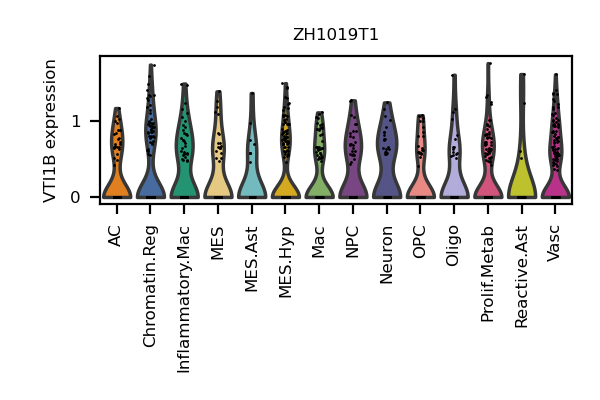 ZH1019T1
VTI1B expression
1
0
AC
Chromatin.Reg
Inflammatory.Mac
MES
MES.Ast
MES.Hyp
Mac
NPC
Neuron
OPC
Oligo
Prolif.Metab
Reactive.Ast
Vasc